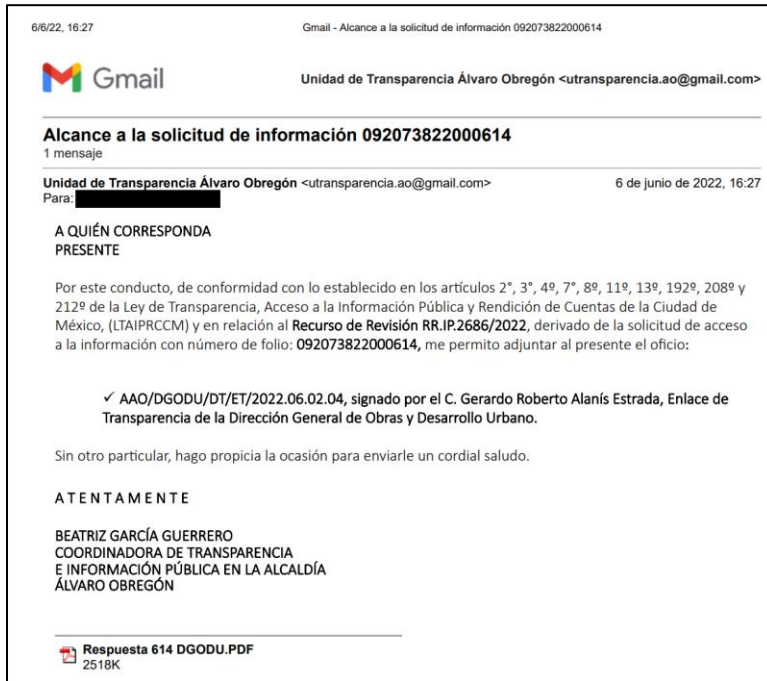 6/6/22, 16:27 Gmail - Alcance a la solicitud de información 092073822000614
Gmail Unidad de Transparencia Álvaro Obregón <utransparencia.ao@gmail.com>
Alcance a la solicitud de información 092073822000614
1 mensaje
Unidad de Transparencia Álvaro Obregón <utransparencia.ao@gmail.com> 6 de junio de 2022, 16:27
Para:
A QUIÉN CORRESPONDA
PRESENTE
Por este conducto, de conformidad con lo establecido en los artículos 2°, 3°, 4º, 7°, 8º, 11º, 13º, 192º, 208º y
212º de la Ley de Transparencia, Acceso a la Información Pública y Rendición de Cuentas de la Ciudad de
México, (LTAIPRCCM) y en relación al Recurso de Revisión RR.IP.2686/2022, derivado de la solicitud de acceso
a la información con número de folio: 092073822000614, me permito adjuntar al presente el oficio:
✓ AAO/DGODU/DT/ET/2022.06.02.04, signado por el C. Gerardo Roberto Alanís Estrada, Enlace de
Transparencia de la Dirección General de Obras y Desarrollo Urbano.
Sin otro particular, hago propicia la ocasión para enviarle un cordial saludo.
A T E N T A M E N T E
BEATRIZ GARCÍA GUERRERO
COORDINADORA DE TRANSPARENCIA
E INFORMACIÓN PÚBLICA EN LA ALCALDÍA
ÁLVARO OBREGÓN
Respuesta 614 DGODU.PDF
2518K